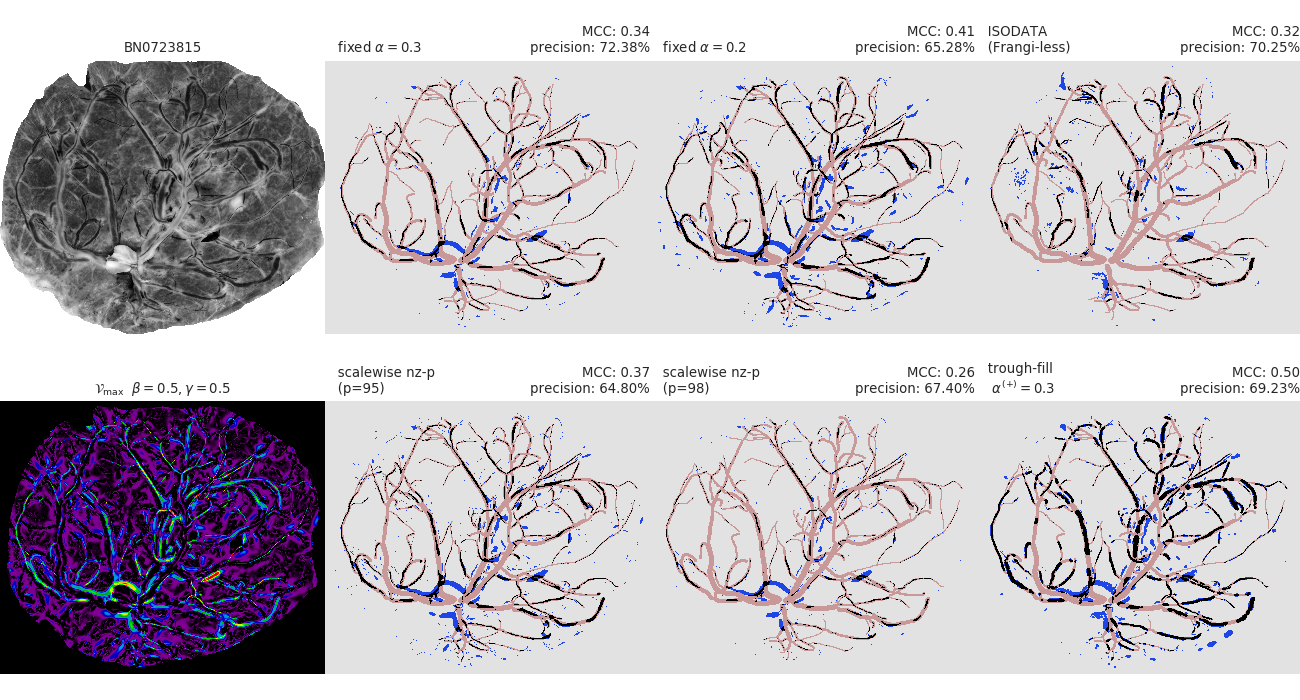 BN0723815
fixed α = 0.3
MCC: 0.34
precision: 72.38%
fixed α = 0.2
MCC: 0.41
precision: 65.28%
ISODATA
(Frangi-less)
MCC: 0.32
precision: 70.25%
𝒱max β = 0.5, γ = 0.5
scalewise nz-p
(p=95)
MCC: 0.37
precision: 64.80%
scalewise nz-p
(p=98)
MCC: 0.26
precision: 67.40%
trough-fill
α(+) = 0.3
MCC: 0.50
precision: 69.23%